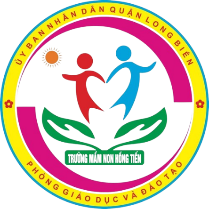 ỦY BAN NHÂN DÂN QUẬN LONG BIÊN
TRƯỜNG MẦM NON HỒNG TIẾN
PHÒNG GIÁO DỤC VÀ ĐÀO TẠO